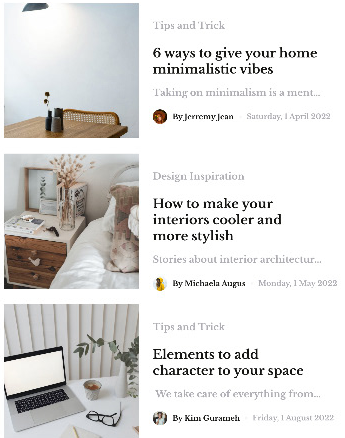 Tips and Trick
6 ways to give your home
minimalistic vibes
Taking on minimalism is a ment...
By Jerremy Jean Saturday, 1 April 2022
Design Inspiration
How to make your
interiors cooler and
more stylish
Stories about interior architectur...
By Michaela Augus Monday, 1 May 2022
Tips and Trick
Elements to add
character to your space
We take care of everything from...
By Kim Gurameh Friday, 1 August 2022